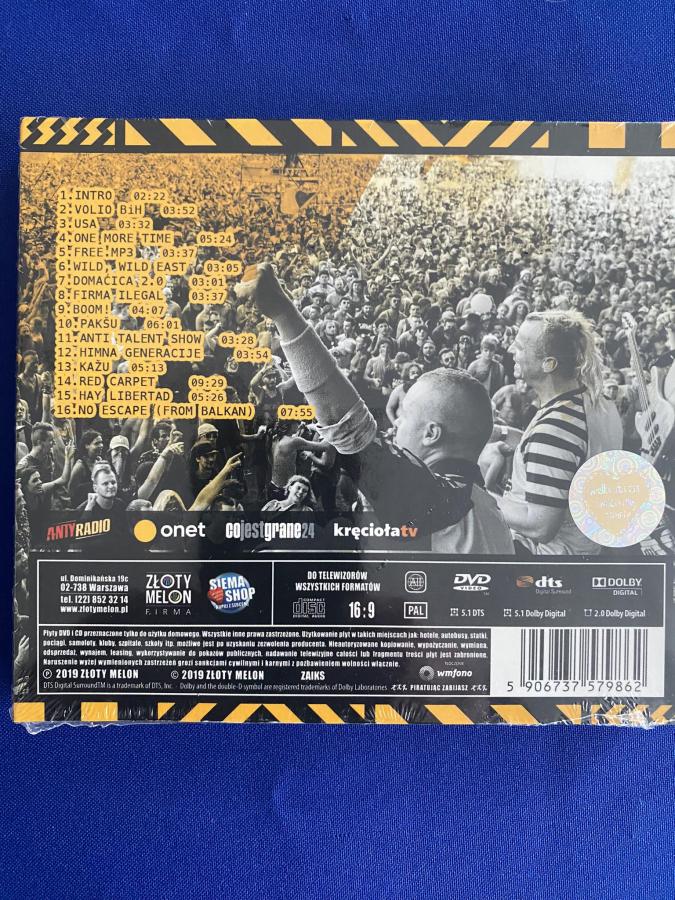 1.INTRO 02:22
2.VOLIO BiH 03:52
3.USA 03:32
4.ONE MORE TIME 05:24
5.FREE.MP3 03:37
6.WILD, WILD EAST 03:05
7.DOMAĆICA 2.0 03:01
8.FIRMA ILEGAL 03:37
9.BOOM! 04:07
10.PAKŠU 06:01
11.ANTI TALENT SHOW 03:28
12.HIMNA GENERACIJE 03:54
13.KAŽU 05:13
14.RED CARPET 09:29
15.HAY LIBERTAD 05:26
16.NO ESCAPE (FROM BALKAN) 07:55
ANTYRADIO onet cojestgrane24 kręciołatv
ul. Dominikańska 19c
02-738 Warszawa
tel. (22) 852 32 14
www.zlotymelon.pl
ZŁOTY
MELON
FIRMA
SIEMA
SHOP
DO TELEWIZORÓW
WSZYSTKICH FORMATÓW
COMPACT
disc
DIGITAL AUDIO
16:9
PAL
DVD
VIDEO
5.1 DTS
dts
Digital Surround
5.1 Dolby Digital
DOLBY
DIGITAL
2.0 Dolby Digital
Płyty DVD i CD przeznaczone tylko do użytku domowego. Wszystkie inne prawa zastrzeżone. Użytkowanie płyt w takich miejscach jak: hotele, autobusy, statki,
pociągi, samoloty, kluby, szpitale, szkoły itp. możliwe jest po uzyskaniu zezwolenia producenta. Nieautoryzowane kopiowanie, wypożyczanie, wymiana,
odsprzedaż, wynajem, leasing, wykorzystywanie do pokazów publicznych, nadawanie telewizyjne całości lub fragmentu treści płyt jest zabronione.
Naruszenie wyżej wymienionych zastrzeżeń grozi sankcjami cywilnymi i karnymi z pozbawieniem wolności włącznie.
℗ 2019 ZŁOTY MELON © 2019 ZŁOTY MELON ZAIKS
TŁOCZENIE
wmfono
DTS Digital SurroundTM is a trademark of DTS, Inc. Dolby and the double-D symbol are registered trademarks of Dolby Laboratories
PIRATUJĄC ZABIJASZ
5 906737 579862